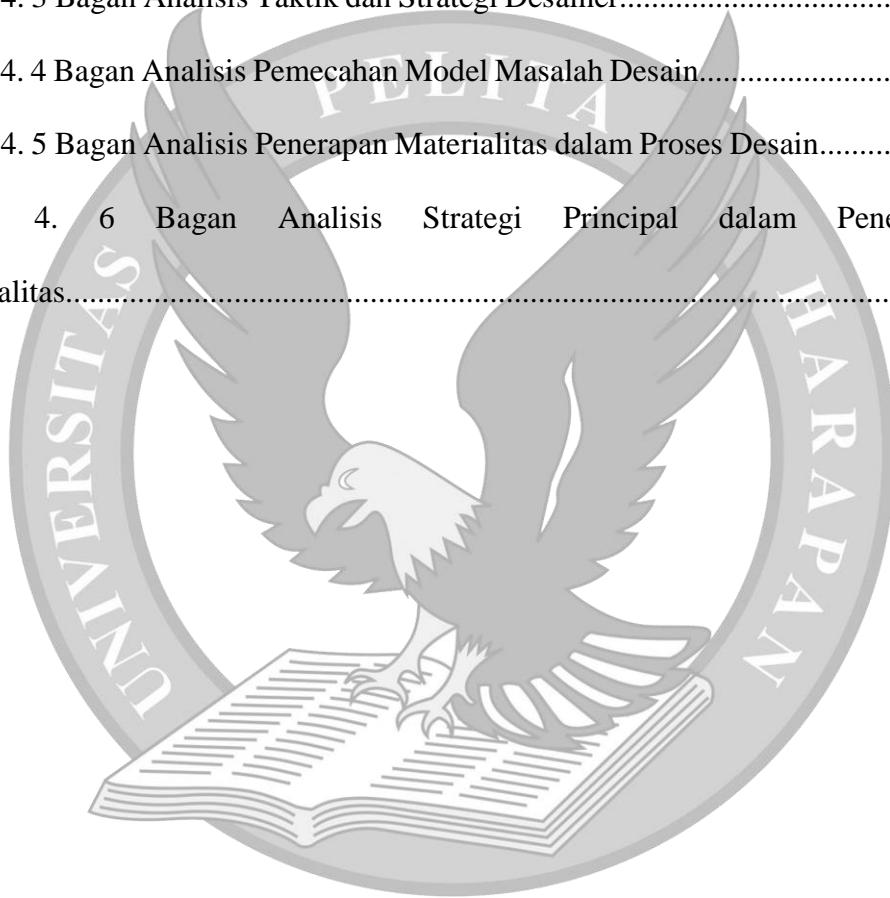 4. 3 Bagan Analisis Taktik dan Strategi Desainer......................................
4. 4 Bagan Analisis Pemecahan Model Masalah Desain.........................
4. 5 Bagan Analisis Penerapan Materialitas dalam Proses Desain.........
4. 6 Bagan Analisis Strategi Principal dalam Pene
alitas.......................................................................................................
UNIVERSITAS PELITA HARAPAN